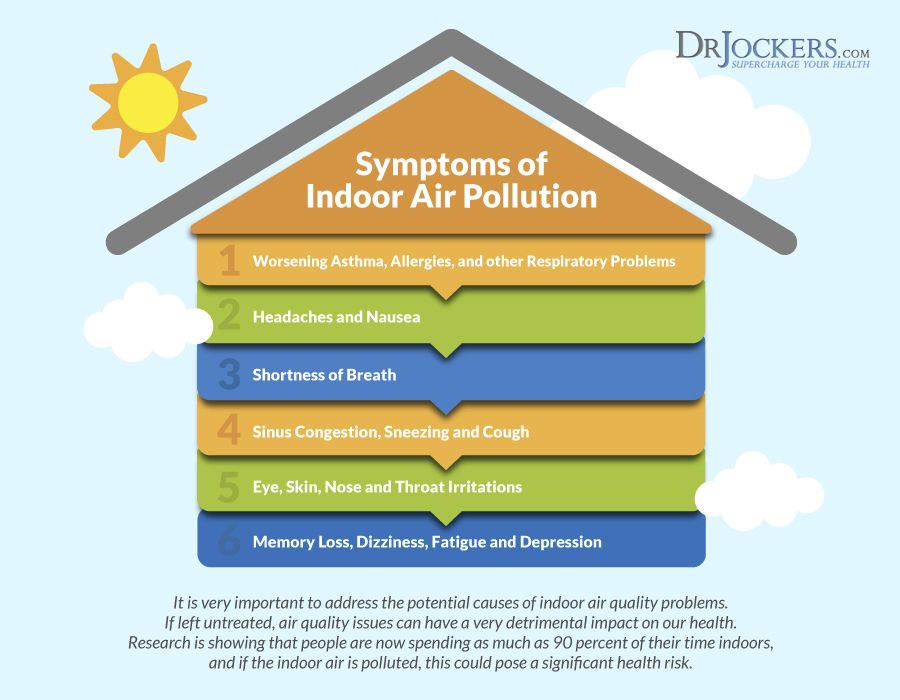 DRJOCKERS.COM
SUPERCHARGE YOUR HEALTH
Symptoms of
Indoor Air Pollution
1 Worsening Asthma, Allergies, and other Respiratory Problems
2 Headaches and Nausea
3 Shortness of Breath
4 Sinus Congestion, Sneezing and Cough
5 Eye, Skin, Nose and Throat Irritations
6 Memory Loss, Dizziness, Fatigue and Depression
It is very important to address the potential causes of indoor air quality problems.
If left untreated, air quality issues can have a very detrimental impact on our health.
Research is showing that people are now spending as much as 90 percent of their time indoors,
and if the indoor air is polluted, this could pose a significant health risk.